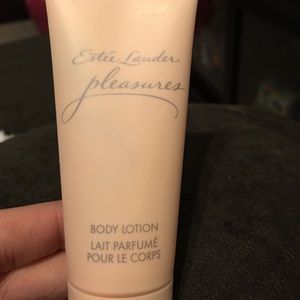 Estée Lauder
pleasures
BODY LOTION
LAIT PARFUMÉ
POUR LE CORPS